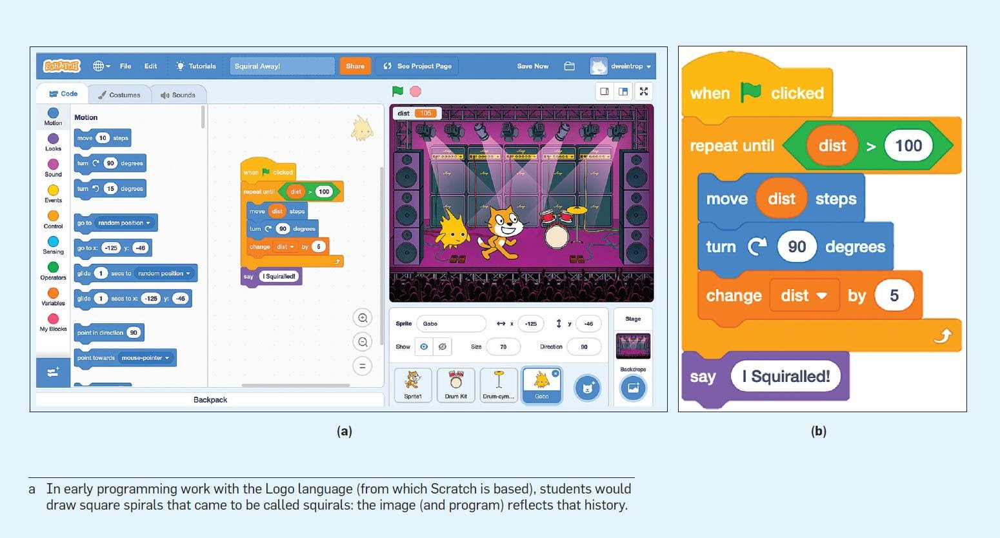 SCRATCH File Edit Tutorials Squiral Away! Share See Project Page Save Now dweintrop
Code Costumes Sounds
Motion
Looks
Sound
Events
Control
Sensing
Operators
Variables
My Blocks
Motion
move 10 steps
turn 90 degrees
turn 15 degrees
go to random position
go to x: -125 y: -46
glide 1 secs to random position
glide 1 secs to x: -125 y: -46
point in direction 90
point towards mouse-pointer
when clicked
repeat until dist > 100
move dist steps
turn 90 degrees
change dist by 5
say I Squiralled!
Backpack
dist 105
Sprite Gobo x -125 y -46
Show Size 70 Direction 90
Sprite1 Drum Kit Drum-cym... Gobo
Stage
Backdrops
(a)
when clicked
repeat until dist > 100
move dist steps
turn 90 degrees
change dist by 5
say I Squiralled!
(b)
a In early programming work with the Logo language (from which Scratch is based), students would
draw square spirals that came to be called squirals: the image (and program) reflects that history.